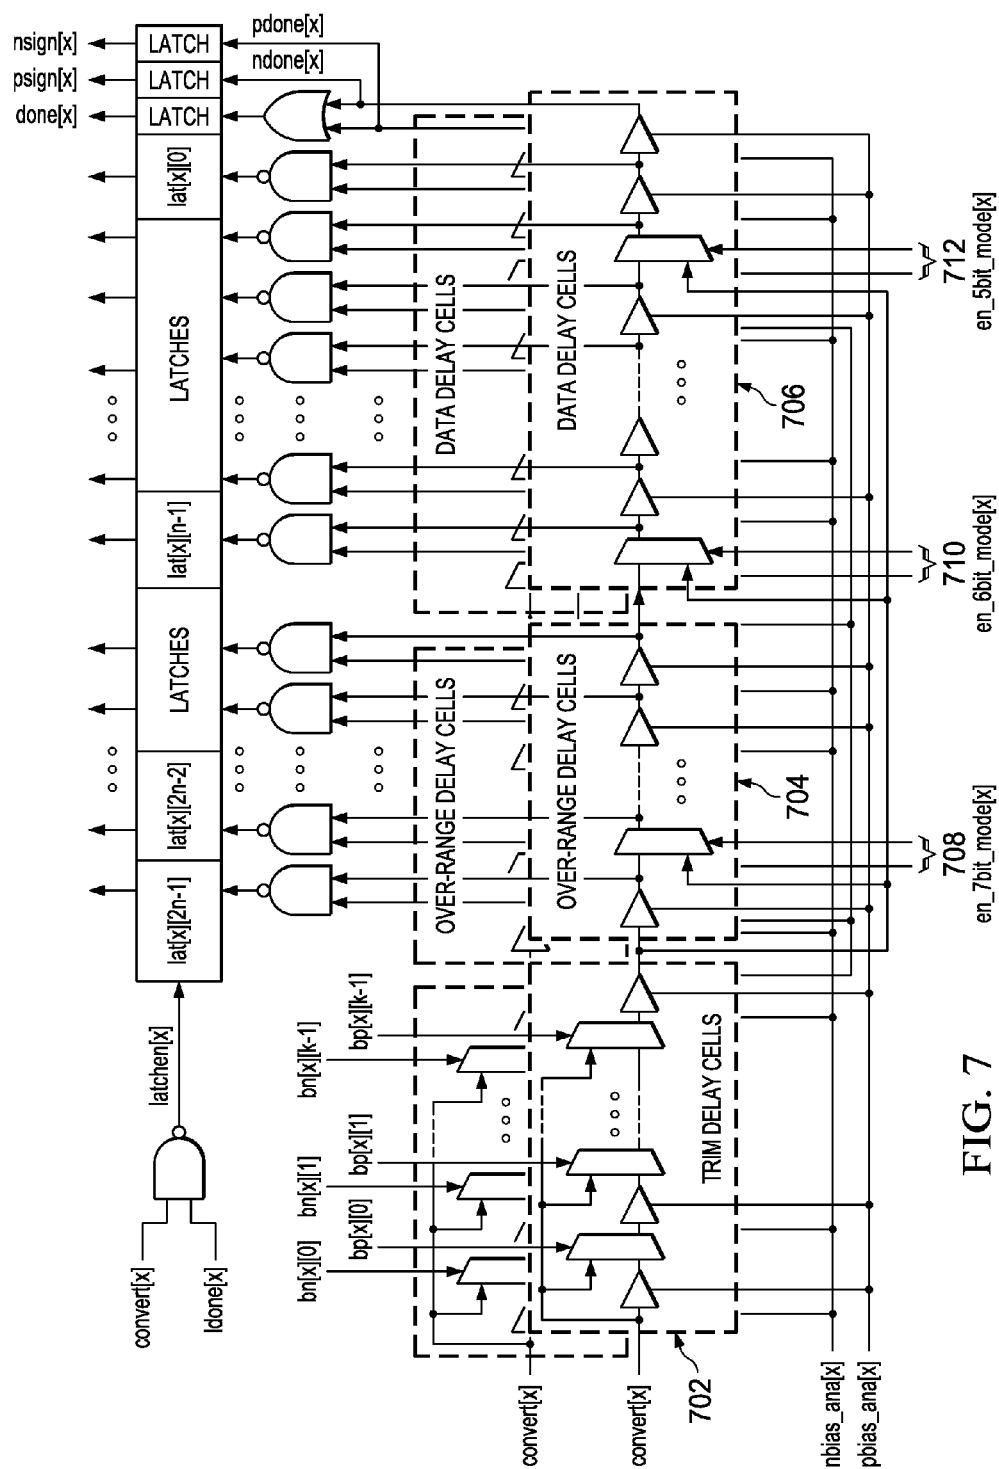 nsign[x]
psign[x]
done[x]
LATCH
LATCH
LATCH
pdone[x]
ndone[x]
lat[x][0]
LATCHES
lat[x][n-1]
LATCHES
lat[x][2n-2]
lat[x][2n-1]
latchen[x]
convert[x]
ldone[x]
DATA DELAY CELLS
DATA DELAY CELLS
OVER-RANGE DELAY CELLS
OVER-RANGE DELAY CELLS
TRIM DELAY CELLS
bn[x][k-1]
bp[x][k-1]
bn[x][1]
bp[x][1]
bn[x][0]
bp[x][0]
convert[x]
convert[x]
702
704
706
708
en_7bit_mode[x]
710
en_6bit_mode[x]
712
en_5bit_mode[x]
nbias_ana[x]
pbias_ana[x]
FIG. 7